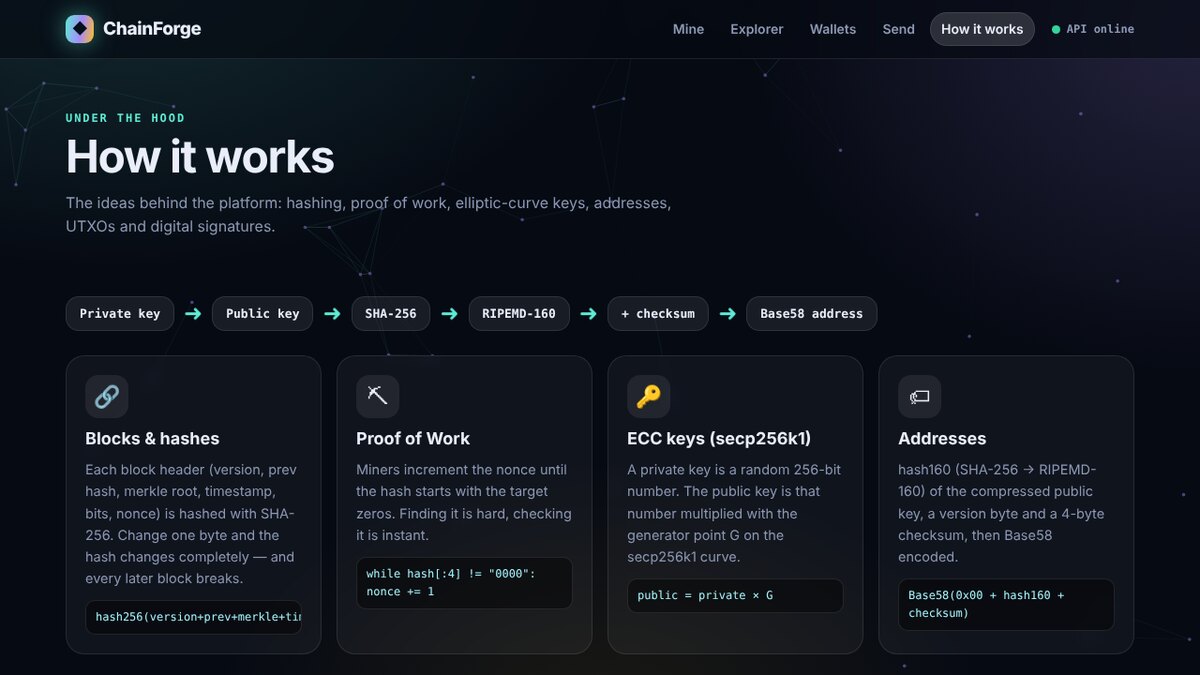 ChainForge
Mine
Explorer
Wallets
Send
How it works
API online
UNDER THE HOOD
How it works
The ideas behind the platform: hashing, proof of work, elliptic-curve keys, addresses,
UTXOs and digital signatures.
Private key
Public key
SHA-256
RIPEMD-160
+ checksum
Base58 address
Blocks & hashes
Each block header (version, prev
hash, merkle root, timestamp,
bits, nonce) is hashed with SHA-
256. Change one byte and the
hash changes completely — and
every later block breaks.
hash256(version+prev+merkle+tim
Proof of Work
Miners increment the nonce until
the hash starts with the target
zeros. Finding it is hard, checking
it is instant.
while hash[:4] != "0000":
nonce += 1
ECC keys (secp256k1)
A private key is a random 256-bit
number. The public key is that
number multiplied with the
generator point G on the
secp256k1 curve.
public = private × G
Addresses
hash160 (SHA-256 → RIPEMD-
160) of the compressed public
key, a version byte and a 4-byte
checksum, then Base58
encoded.
Base58(0x00 + hash160 +
checksum)